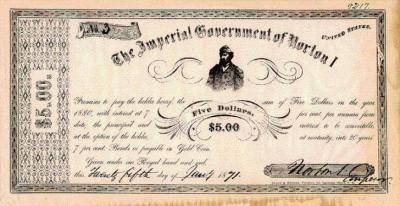 9217
No 3
UNITED STATES.
The Imperial Government of Norton I
$5.00.
Promises to pay the holder hereof, the sum of Five Dollars in the year
1880, with interest at 7 per cent. per annum from
date, the principal and interest to be convertible,
at the option of the holder, at maturity, into 20 years
7 per cent. Bonds or payable in Gold Coin.
Five Dollars.
$5.00
Given under our Royal hand and seal,
this Twenty fifth day of Jan'y 1871.
Norton I
Emperor